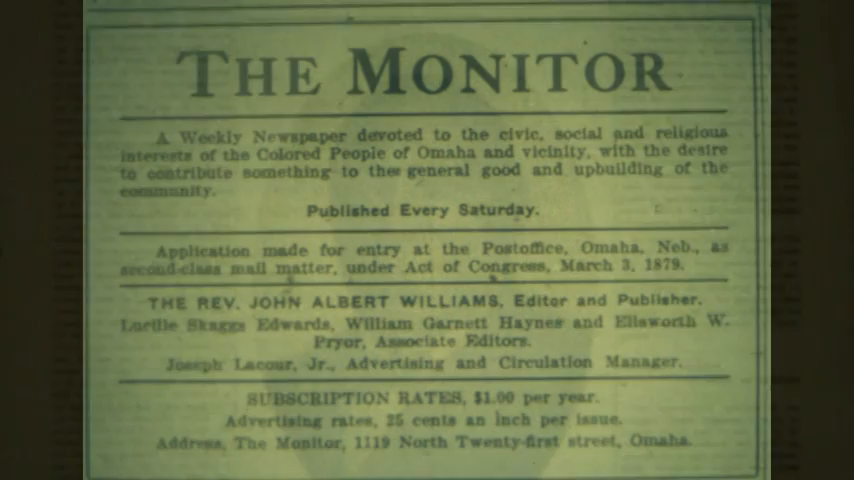 THE MONITOR
A Weekly Newspaper devoted to the civic, social and religious
interests of the Colored People of Omaha and vicinity, with the desire
to contribute something to the general good and upbuilding of the
community.
Published Every Saturday.
Application made for entry at the Postoffice, Omaha, Neb., as
second-class mail matter, under Act of Congress, March 3, 1879.
THE REV. JOHN ALBERT WILLIAMS, Editor and Publisher.
Lucille Skaggs Edwards, William Garnett Haynes and Ellsworth W.
Pryor, Associate Editors.
Joseph Lacour, Jr., Advertising and Circulation Manager.
SUBSCRIPTION RATES, $1.00 per year.
Advertising rates, 25 cents an inch per issue.
Address, The Monitor, 1119 North Twenty-first street, Omaha.